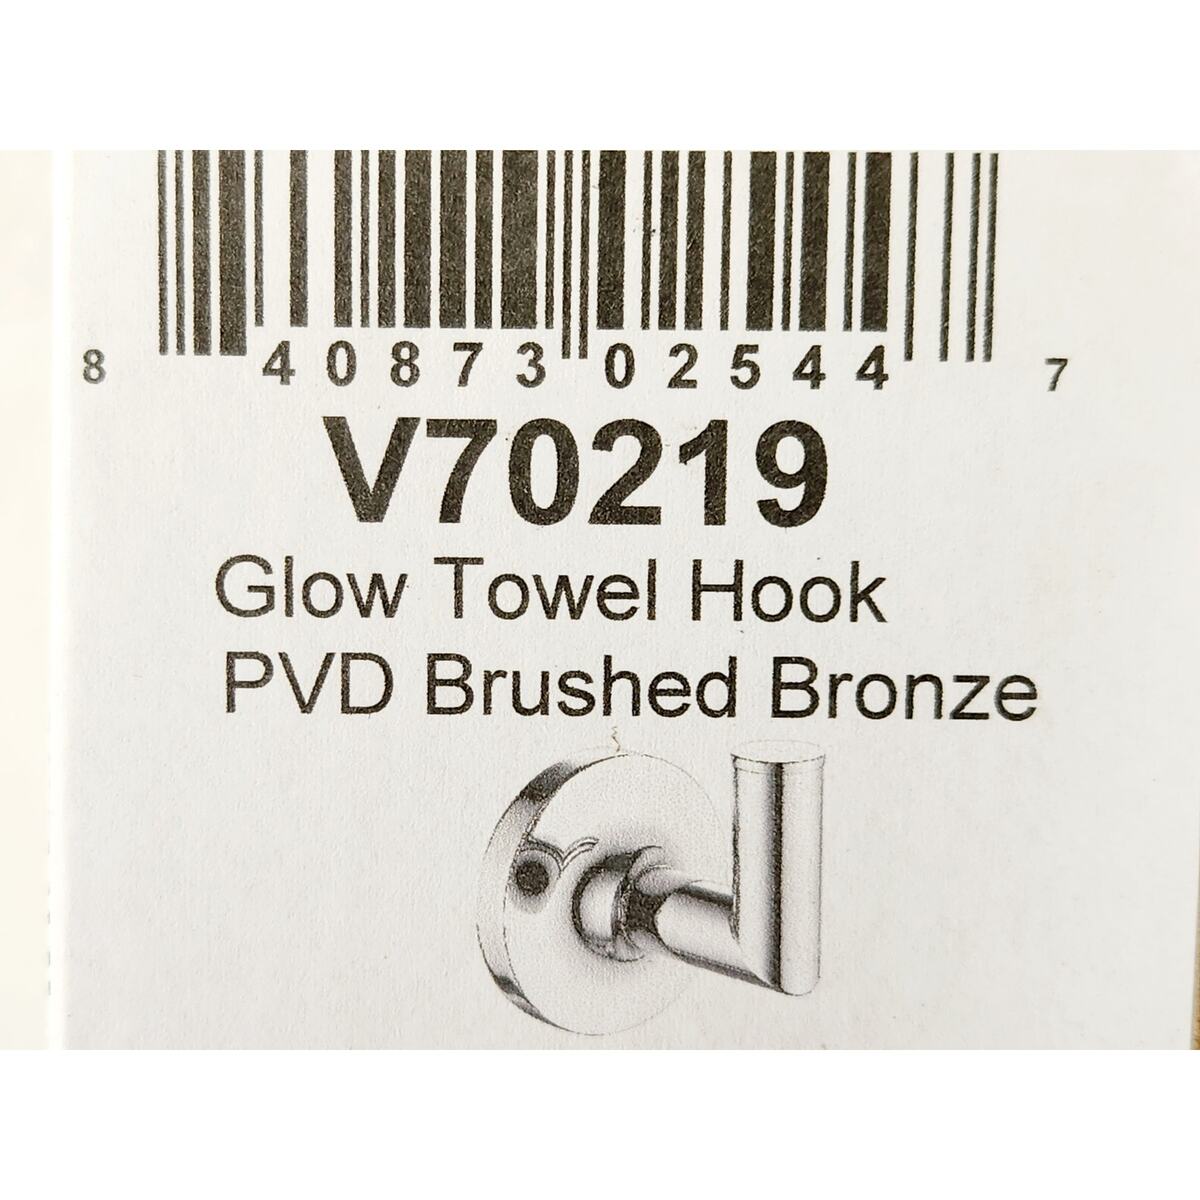 8 40873 02544 7
V70219
Glow Towel Hook
PVD Brushed Bronze